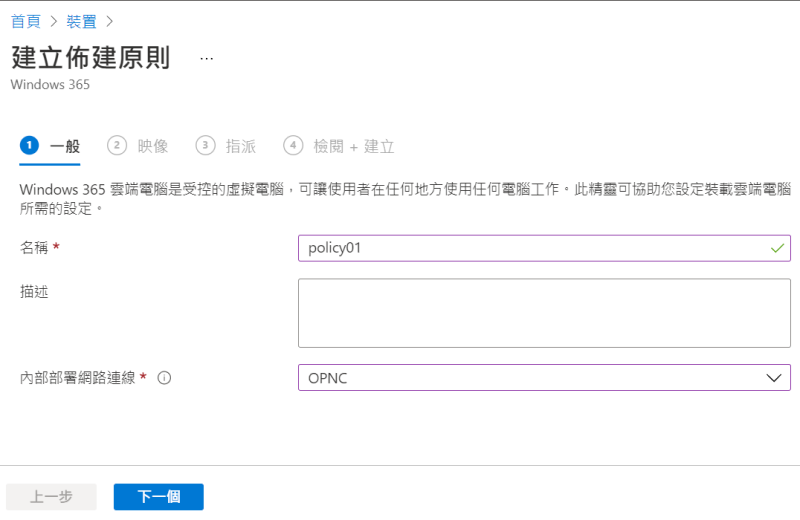 首頁 > 裝置 >
建立佈建原則 ...
Windows 365
1 一般 2 映像 3 指派 4 檢閱 + 建立
Windows 365 雲端電腦是受控的虛擬電腦，可讓使用者在任何地方使用任何電腦工作。此精靈可協助您設定裝載雲端電腦
所需的設定。
名稱 * policy01
描述
內部部署網路連線 * OPNC
上一步 下一個